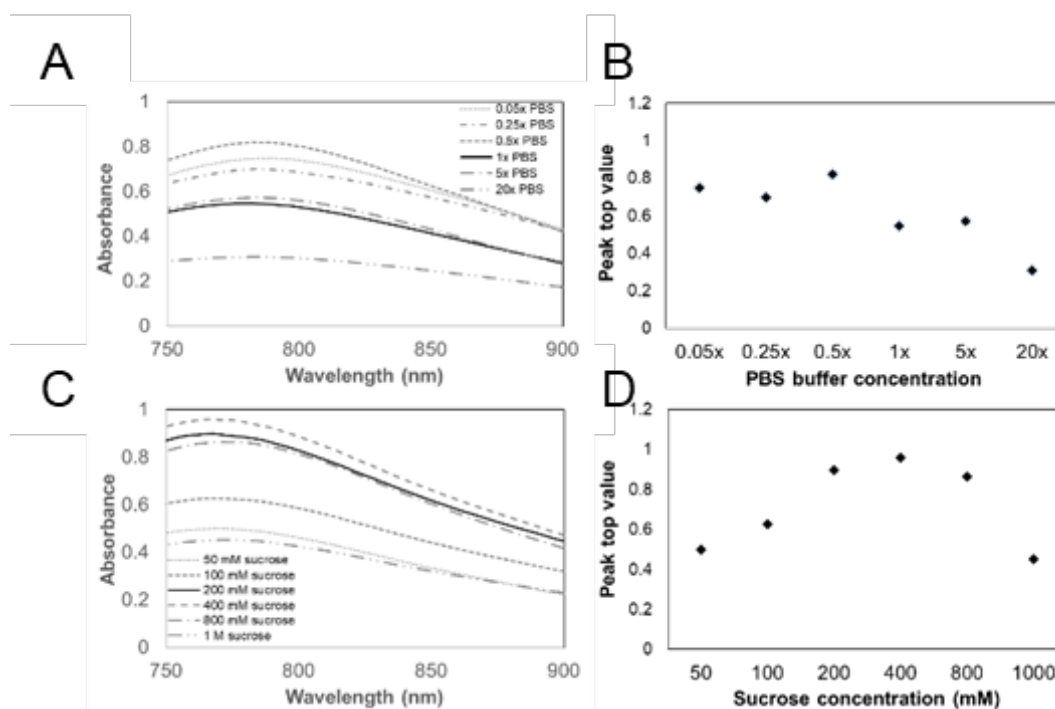 A
B
1
0.8
0.6
0.4
0.2
0
Absorbance
0.05x PBS
0.25x PBS
0.5x PBS
1x PBS
5x PBS
20x PBS
750 800 850 900
Wavelength (nm)
1.2
1
0.8
0.6
0.4
0.2
0
Peak top value
0.05x 0.25x 0.5x 1x 5x 20x
PBS buffer concentration
C
D
1
0.8
0.6
0.4
0.2
0
Absorbance
50 mM sucrose
100 mM sucrose
200 mM sucrose
400 mM sucrose
800 mM sucrose
1 M sucrose
750 800 850 900
Wavelength (nm)
1.2
1
0.8
0.6
0.4
0.2
0
Peak top value
50 100 200 400 800 1000
Sucrose concentration (mM)